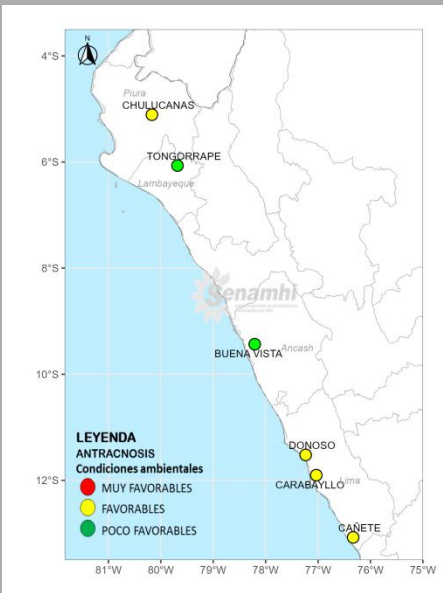 N
4°S
Piura
CHULUCANAS
TONGORRAPE
6°S
Lambayeque
8°S
Senamhi
Ancash
BUENA VISTA
10°S
LEYENDA
ANTRACNOSIS
Condiciones ambientales
MUY FAVORABLES
FAVORABLES
POCO FAVORABLES
DONOSO
12°S
CARABAYLLO
Lima
CAÑETE
81°W 80°W 79°W 78°W 77°W 76°W 75°W